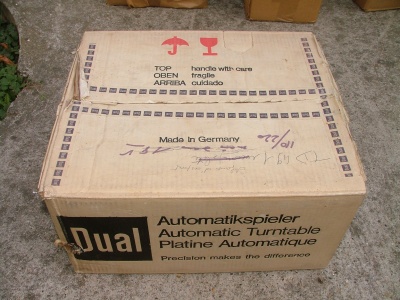 TOP handle with care
OBEN fragile
ARRIBA cuidado
Made in Germany
Dual
Automatikspieler
Automatic Turntable
Platine Automatique
Precision makes the difference